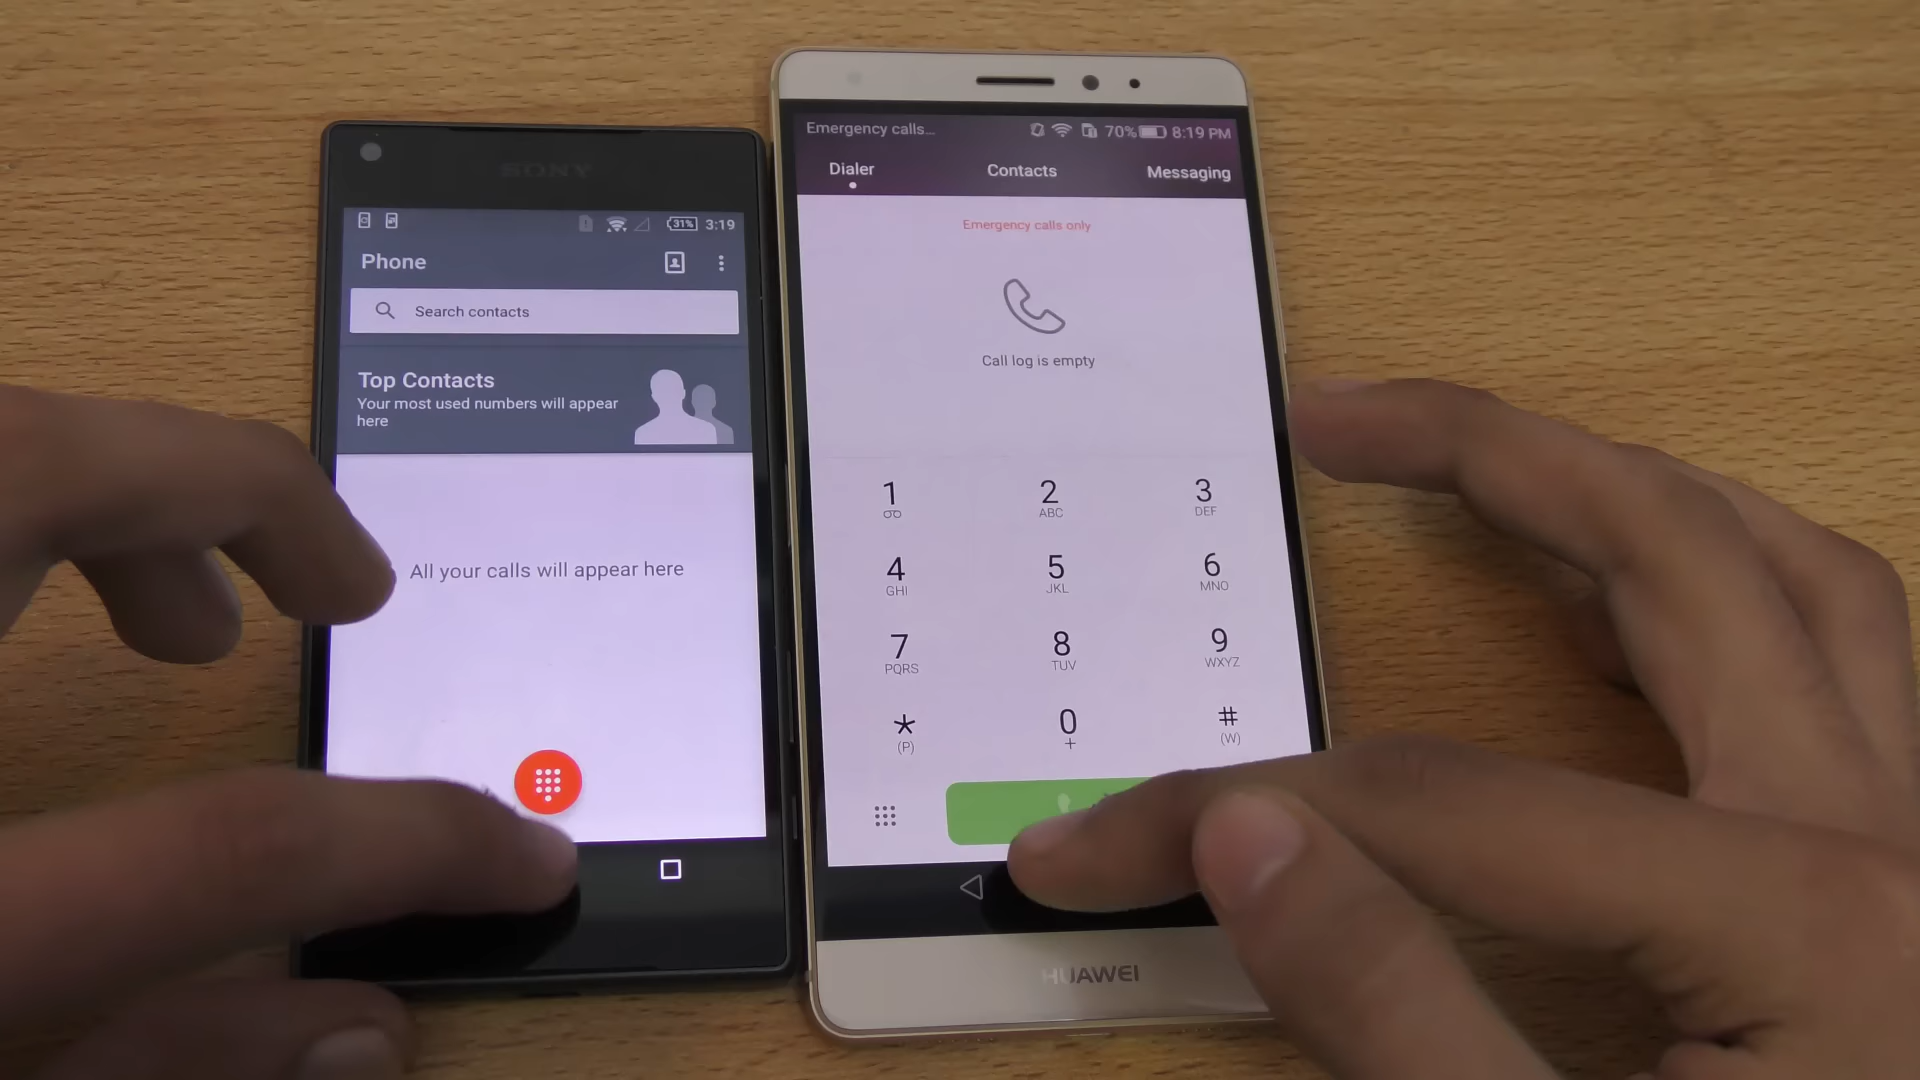 SONY
31% 3:19
Phone
Search contacts
Top Contacts
Your most used numbers will appear
here
All your calls will appear here
Emergency calls... 70% 8:19 PM
Dialer Contacts Messaging
Emergency calls only
Call log is empty
1 2 3
ABC DEF
4 5 6
GHI JKL MNO
7 8 9
PQRS TUV WXYZ
* 0 #
(P) + (W)
HUAWEI